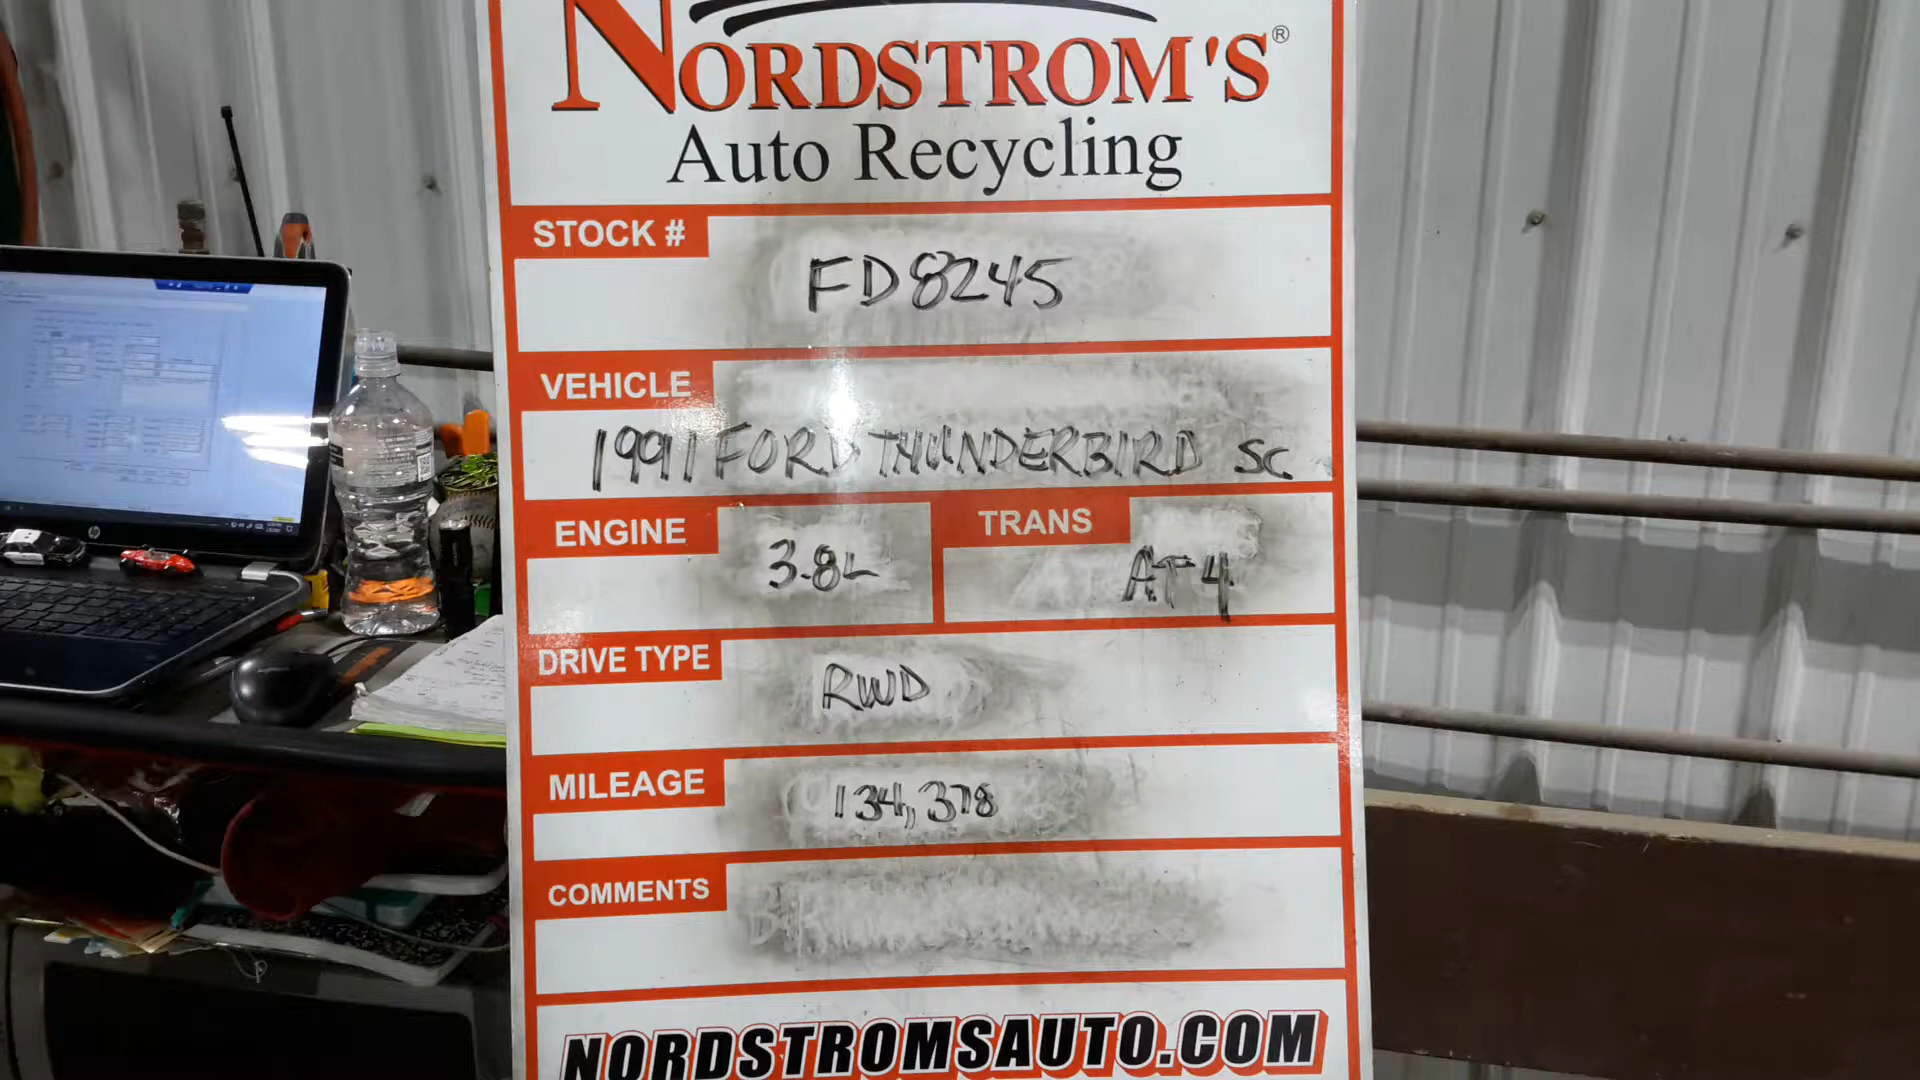 NORDSTROM'S®
Auto Recycling
STOCK #
FD8245
VEHICLE
1991 FORD THUNDERBIRD SC
ENGINE
3.8L
TRANS
AT4
DRIVE TYPE
RWD
MILEAGE
134,378
COMMENTS
NORDSTROMSAUTO.COM
hp